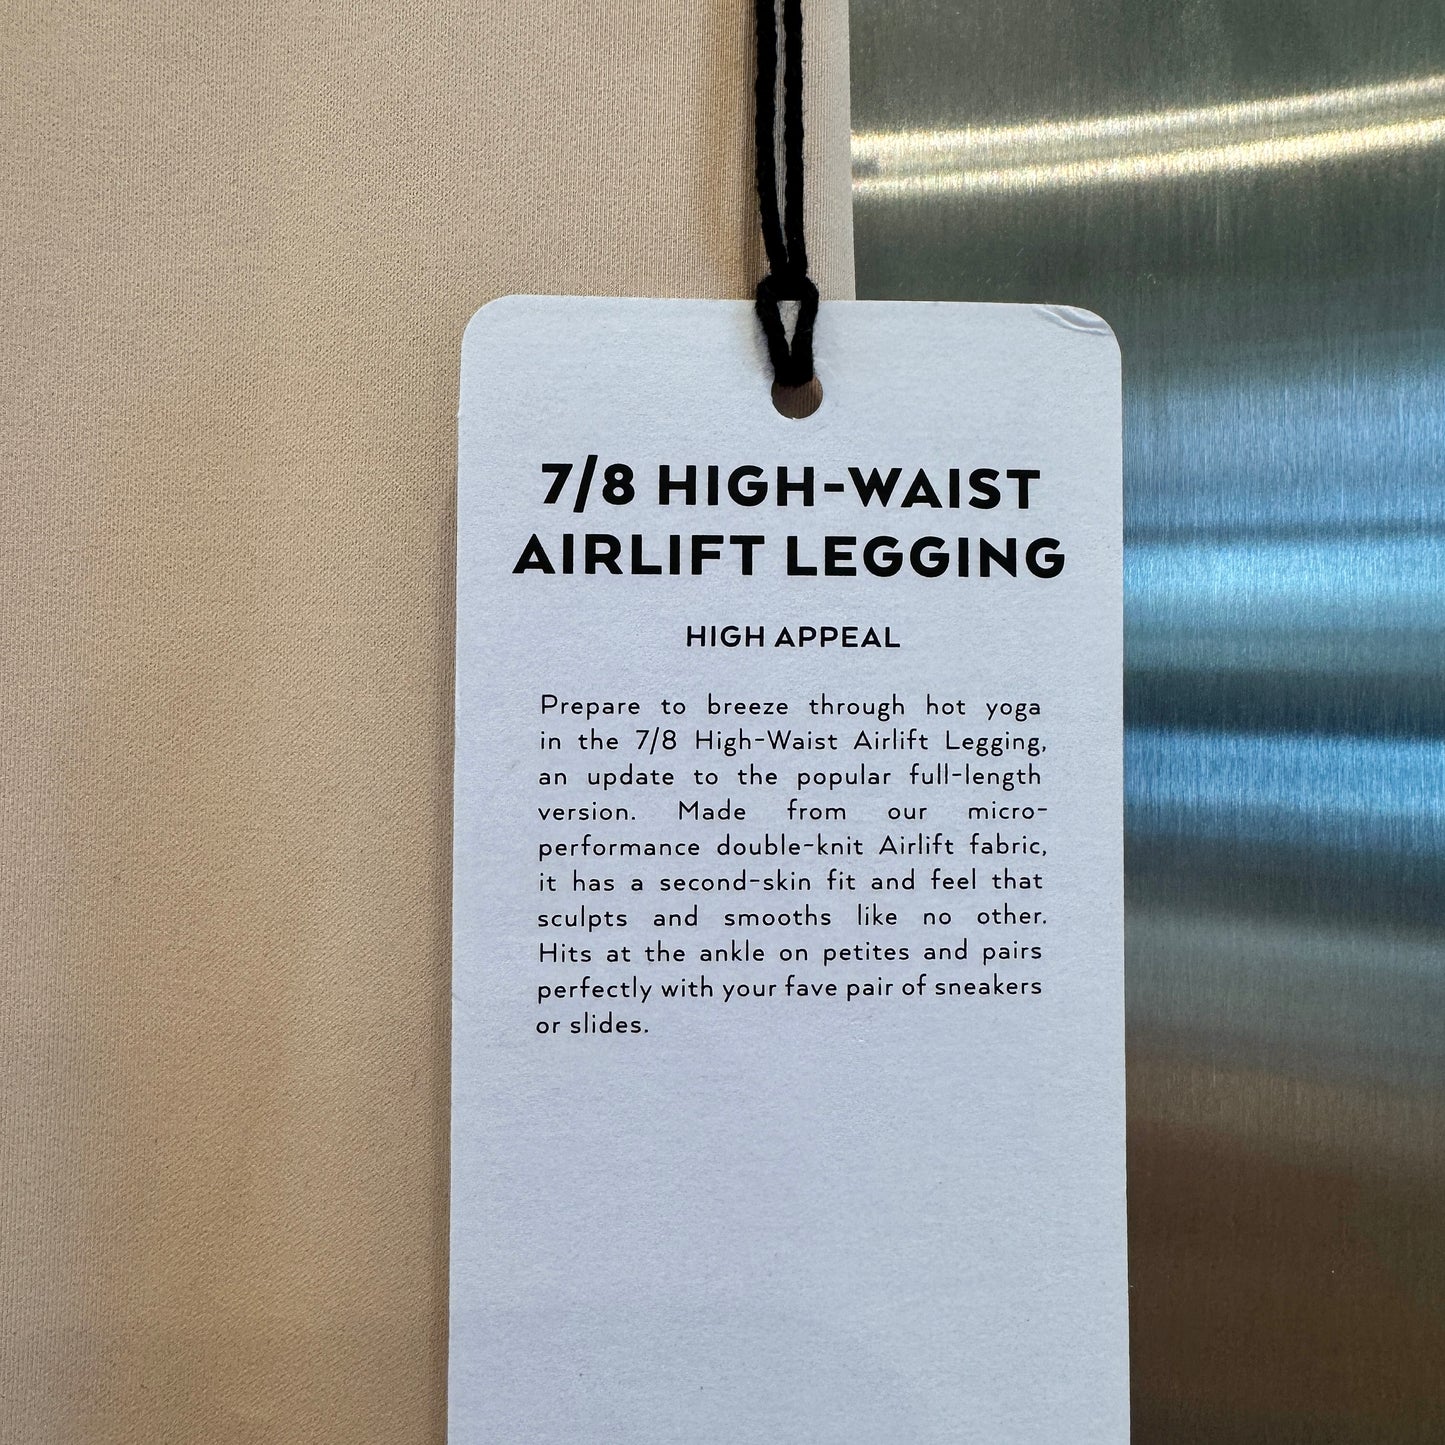 7/8 HIGH-WAIST
AIRLIFT LEGGING
HIGH APPEAL
Prepare to breeze through hot yoga
in the 7/8 High-Waist Airlift Legging,
an update to the popular full-length
version. Made from our micro-
performance double-knit Airlift fabric,
it has a second-skin fit and feel that
sculpts and smooths like no other.
Hits at the ankle on petites and pairs
perfectly with your fave pair of sneakers
or slides.